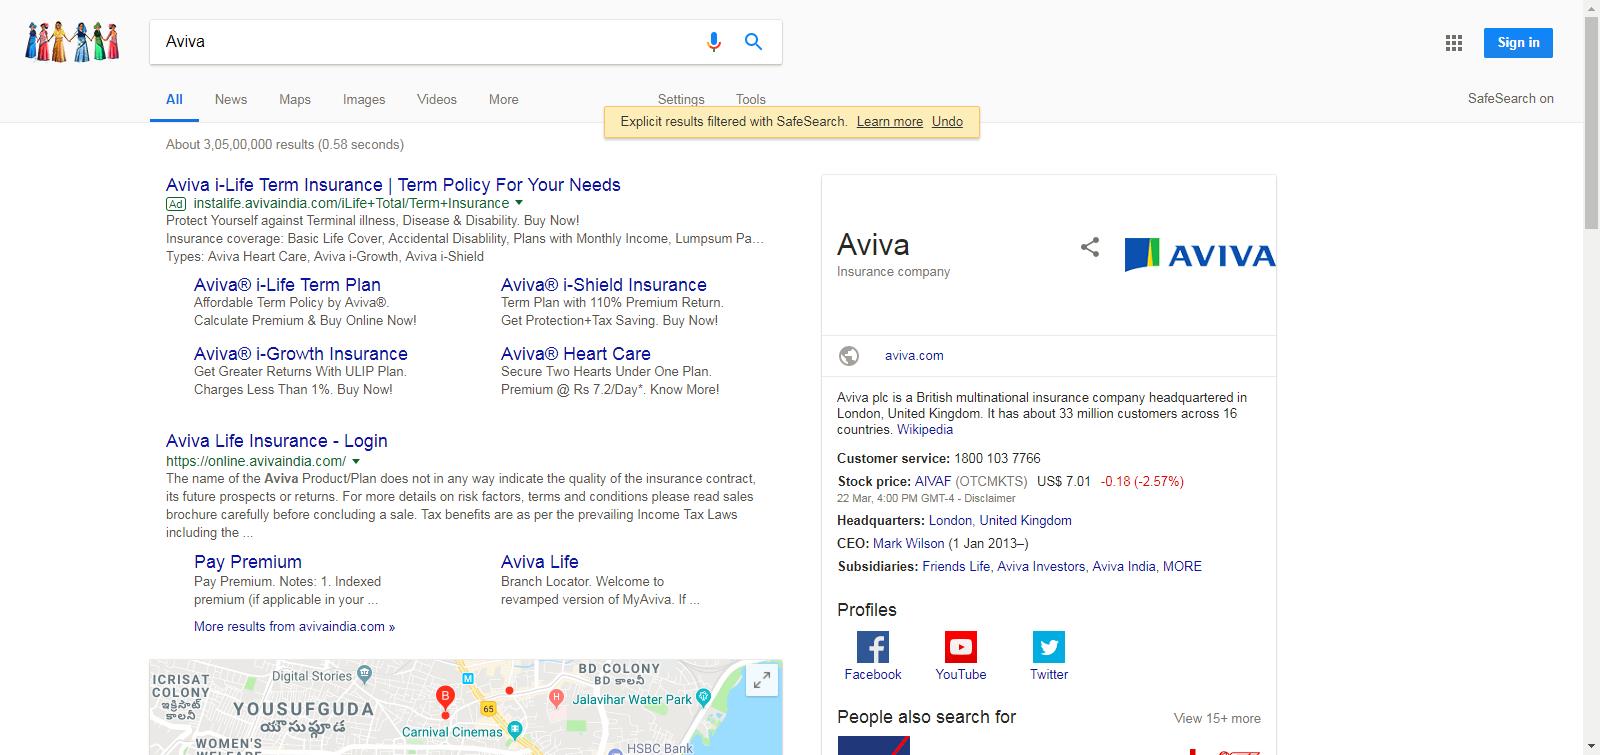 Aviva
Sign in
All News Maps Images Videos More Settings Tools
SafeSearch on
Explicit results filtered with SafeSearch. Learn more Undo
About 3,05,00,000 results (0.58 seconds)
Aviva i-Life Term Insurance | Term Policy For Your Needs
Ad instalife.avivaindia.com/iLife+Total/Term+Insurance
Protect Yourself against Terminal illness, Disease & Disability. Buy Now!
Insurance coverage: Basic Life Cover, Accidental Disablility, Plans with Monthly Income, Lumpsum Pa...
Types: Aviva Heart Care, Aviva i-Growth, Aviva i-Shield
Aviva® i-Life Term Plan
Affordable Term Policy by Aviva®.
Calculate Premium & Buy Online Now!
Aviva® i-Shield Insurance
Term Plan with 110% Premium Return.
Get Protection+Tax Saving. Buy Now!
Aviva® i-Growth Insurance
Get Greater Returns With ULIP Plan.
Charges Less Than 1%. Buy Now!
Aviva® Heart Care
Secure Two Hearts Under One Plan.
Premium @ Rs 7.2/Day*. Know More!
Aviva Life Insurance - Login
https://online.avivaindia.com/
The name of the Aviva Product/Plan does not in any way indicate the quality of the insurance contract,
its future prospects or returns. For more details on risk factors, terms and conditions please read sales
brochure carefully before concluding a sale. Tax benefits are as per the prevailing Income Tax Laws
including the ...
Pay Premium
Pay Premium. Notes: 1. Indexed
premium (if applicable in your ...
Aviva Life
Branch Locator. Welcome to
revamped version of MyAviva. If ...
More results from avivaindia.com »
ICRISAT
COLONY
ఇక్రిసాట్
కాలనీ
Digital Stories
YOUSUFGUDA
యూసుఫ్గూడ
WOMEN'S
M
B
65
H
BD COLONY
BD కాలనీ
Jalavihar Water Park
Carnival Cinemas
HSBC Bank
Aviva
Insurance company
AVIVA
aviva.com
Aviva plc is a British multinational insurance company headquartered in
London, United Kingdom. It has about 33 million customers across 16
countries. Wikipedia
Customer service: 1800 103 7766
Stock price: AIVAF (OTCMKTS) US$ 7.01 -0.18 (-2.57%)
22 Mar, 4:00 PM GMT-4 - Disclaimer
Headquarters: London, United Kingdom
CEO: Mark Wilson (1 Jan 2013–)
Subsidiaries: Friends Life, Aviva Investors, Aviva India, MORE
Profiles
Facebook YouTube Twitter
People also search for View 15+ more